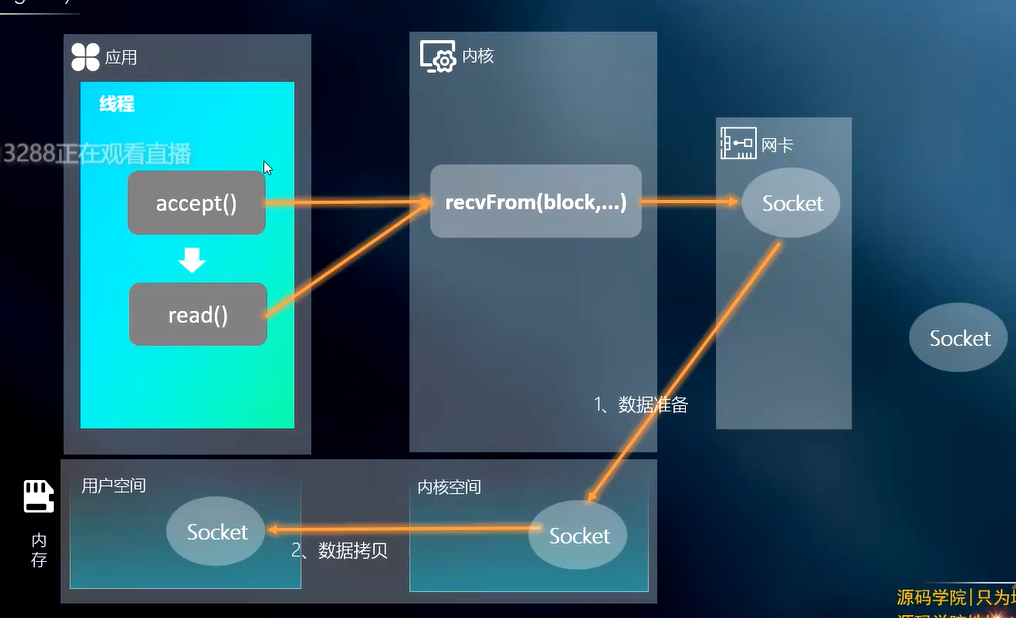 应用
内核
线程
网卡
3288正在观看直播
accept()
recvFrom(block,...)
Socket
read()
Socket
1、数据准备
用户空间
内核空间
Socket
Socket
2、数据拷贝
内
存
源码学院|只为